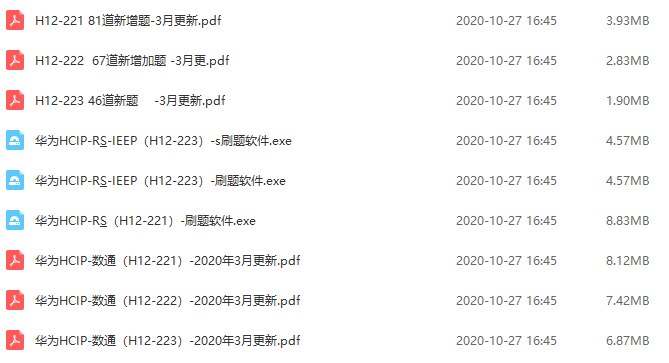 H12-221 81道新增题-3月更新.pdf 2020-10-27 16:45 3.93MB
H12-222 67道新增加题 -3月更.pdf 2020-10-27 16:45 2.83MB
H12-223 46道新题 -3月更新.pdf 2020-10-27 16:45 1.90MB
华为HCIP-RS-IEEP（H12-223）-s刷题软件.exe 2020-10-27 16:45 4.57MB
华为HCIP-RS-IEEP（H12-223）-刷题软件.exe 2020-10-27 16:45 4.57MB
华为HCIP-RS（H12-221）-刷题软件.exe 2020-10-27 16:45 8.83MB
华为HCIP-数通（H12-221）-2020年3月更新.pdf 2020-10-27 16:45 8.12MB
华为HCIP-数通（H12-222）-2020年3月更新.pdf 2020-10-27 16:45 7.42MB
华为HCIP-数通（H12-223）-2020年3月更新.pdf 2020-10-27 16:45 6.87MB